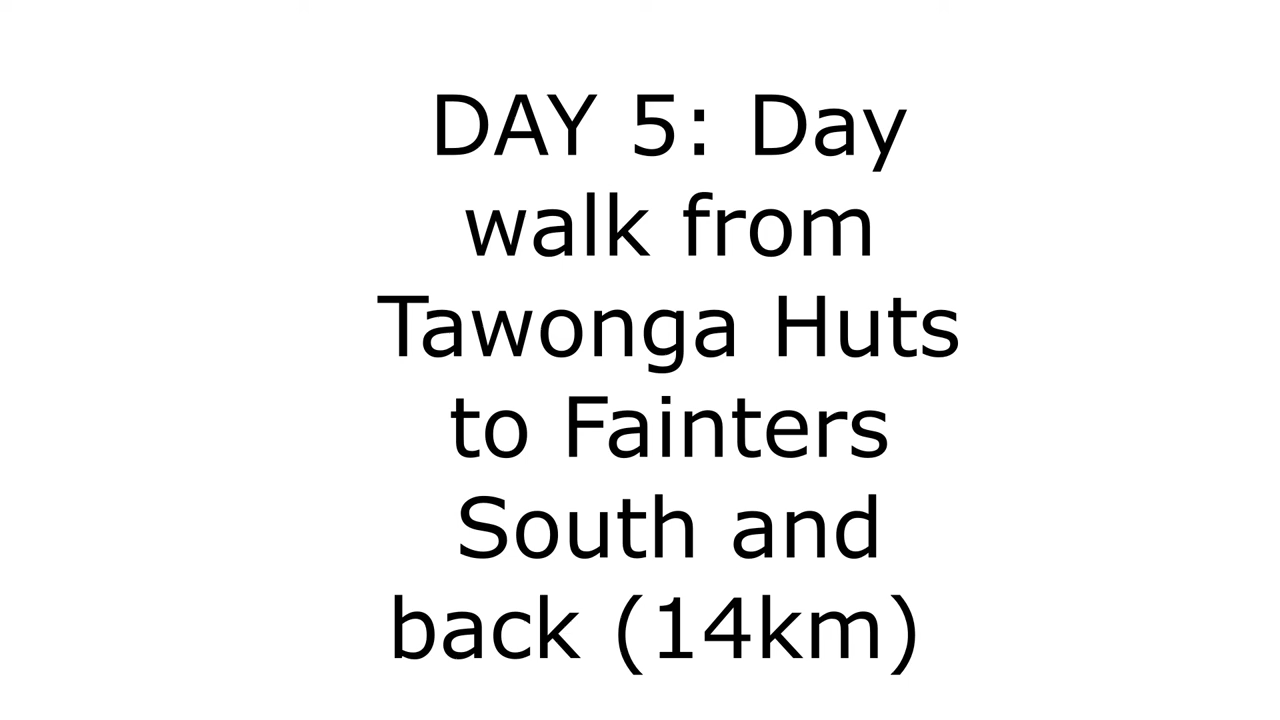 DAY 5: Day
walk from
Tawonga Huts
to Fainters
South and
back (14km)